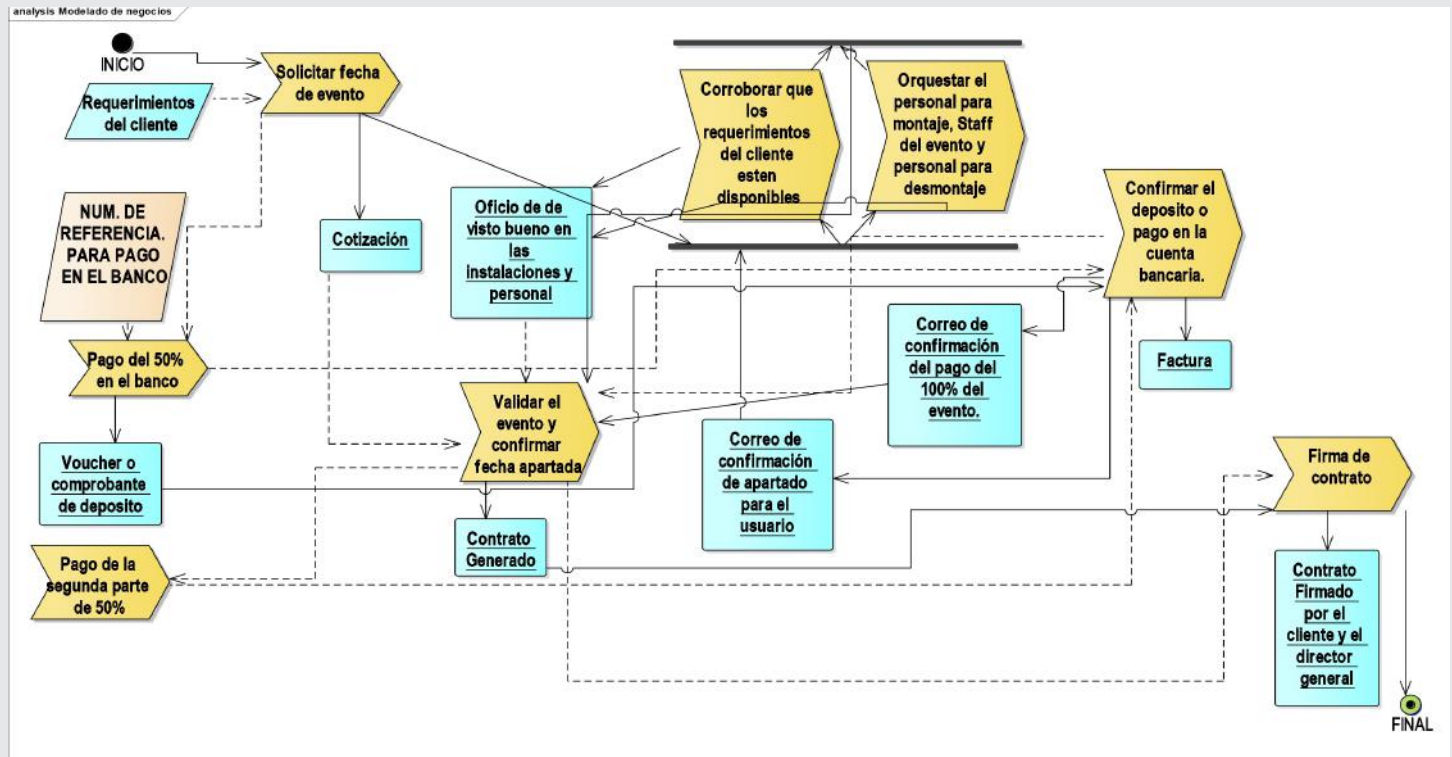 analysis Modelado de negocios
INICIO
Solicitar fecha
de evento
Requerimientos
del cliente
Corroborar que
los
requerimientos
del cliente
esten
disponibles
Orquestar el
personal para
montaje, Staff
del evento y
personal para
desmontaje
NUM. DE
REFERENCIA.
PARA PAGO
EN EL BANCO
Cotización
Oficio de de
visto bueno en
las
instalaciones y
personal
Confirmar el
deposito o
pago en la
cuenta
bancaria.
Pago del 50%
en el banco
Correo de
confirmación
del pago del
100% del
evento.
Factura
Validar el
evento y
confirmar
fecha apartada
Voucher o
comprobante
de deposito
Correo de
confirmación
de apartado
para el
usuario
Firma de
contrato
Contrato
Generado
Pago de la
segunda parte
de 50%
Contrato
Firmado
por el
cliente y el
director
general
FINAL